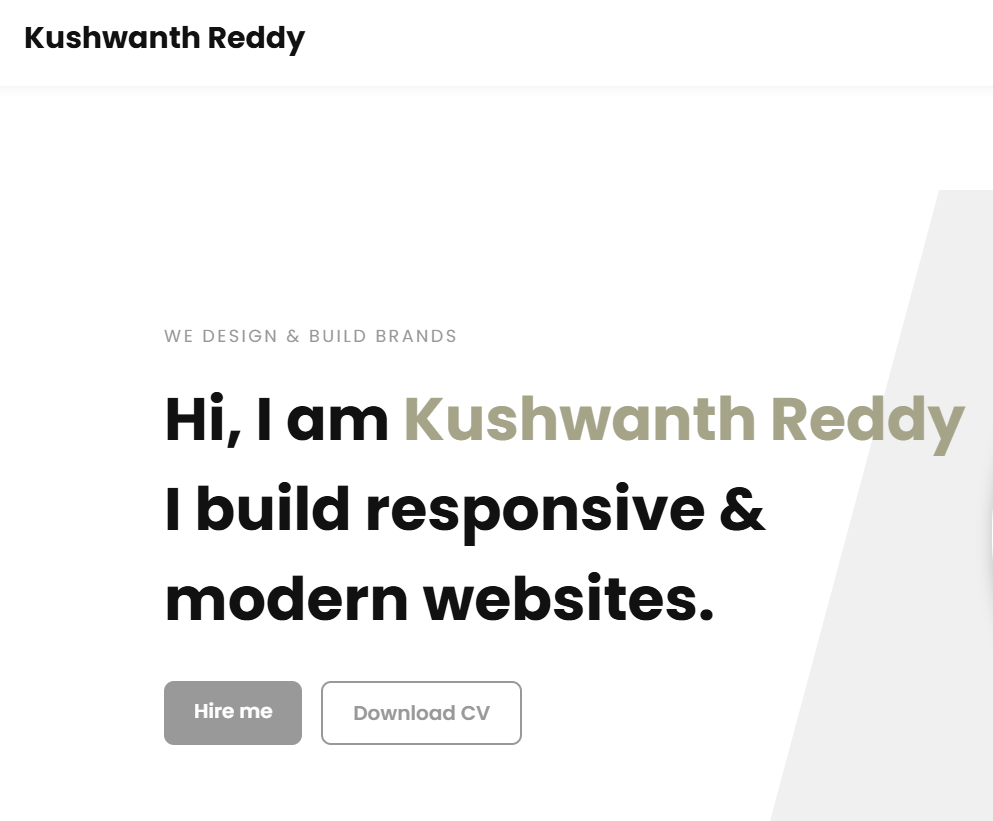 Kushwanth Reddy
WE DESIGN & BUILD BRANDS
Hi, I am Kushwanth Reddy
I build responsive &
modern websites.
Hire me
Download CV